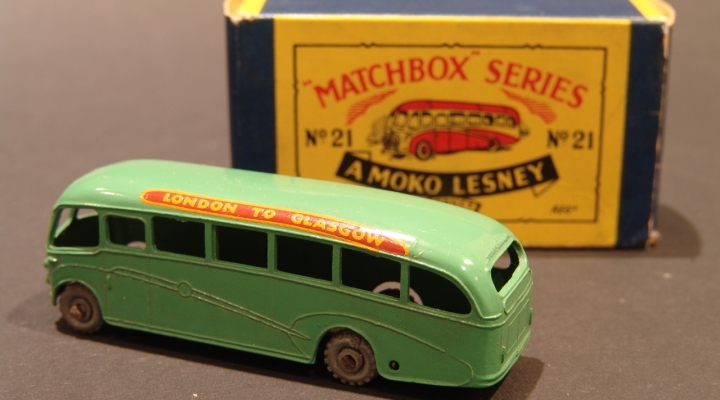 "MATCHBOX" SERIES
Nº 21 Nº 21
A MOKO LESNEY
LONDON TO GLASGOW